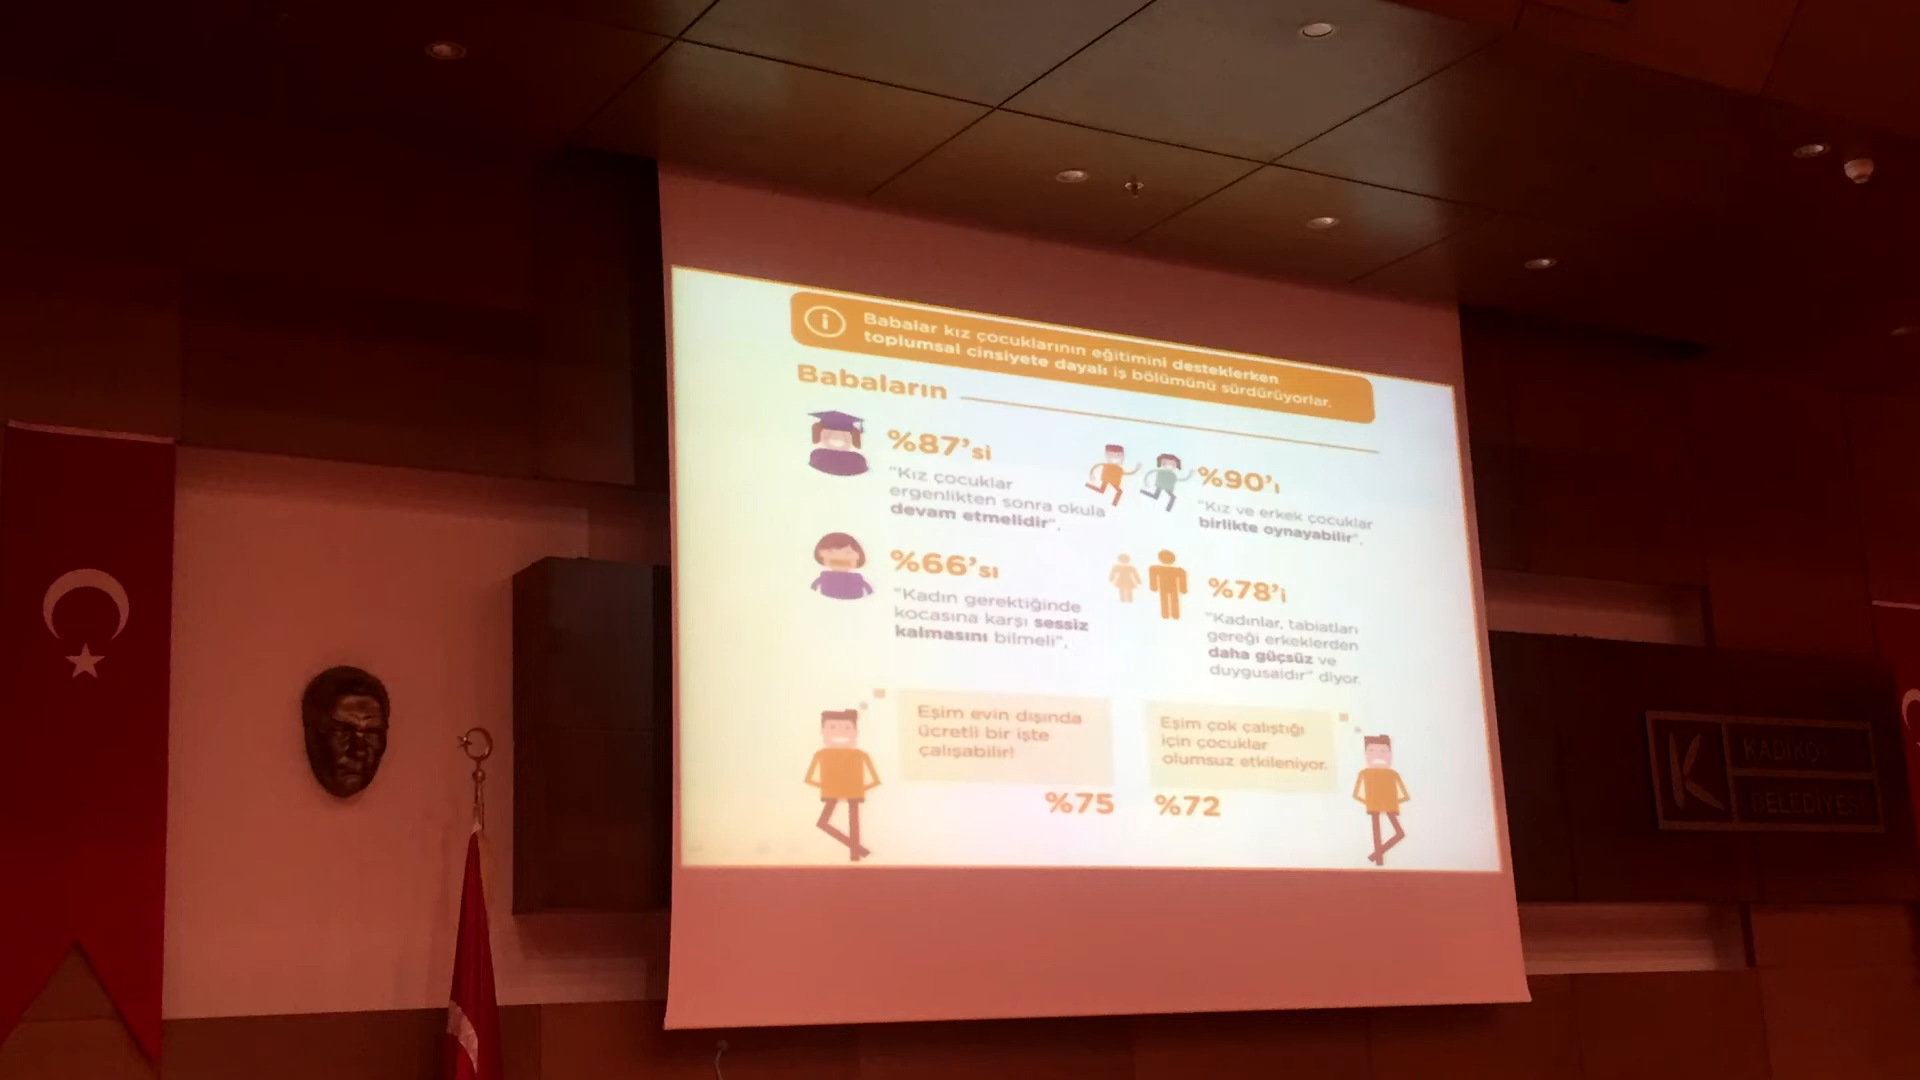 Babalar kız çocuklarının eğitimini desteklerken
toplumsal cinsiyete dayalı iş bölümünü sürdürüyorlar.
Babaların
%87'si
"Kız çocuklar
ergenlikten sonra okula
devam etmelidir".
%90'ı
"Kız ve erkek çocuklar
birlikte oynayabilir".
%66'sı
"Kadın gerektiğinde
kocasına karşı sessiz
kalmasını bilmeli",
%78'i
"Kadınlar, tabiatları
gereği erkeklerden
daha güçsüz ve
duygusaldır" diyor
Eşim evin dışında
ücretli bir işte
çalışabilir!
%75
Eşim çok çalıştığı
için çocuklar
olumsuz etkileniyor.
%72
KADIKÖY
BELEDİYESİ